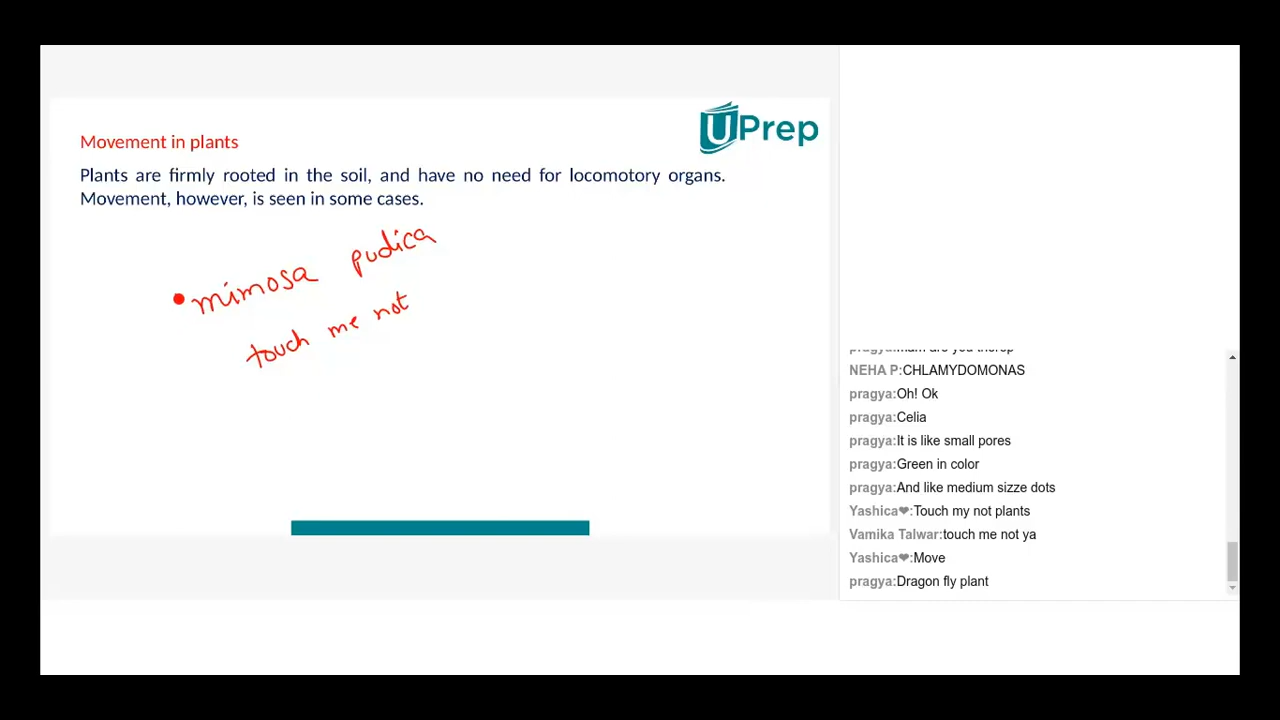 UPrep
Movement in plants
Plants are firmly rooted in the soil, and have no need for locomotory organs.
Movement, however, is seen in some cases.
mimosa pudica
touch me not
NEHA P:CHLAMYDOMONAS
pragya:Oh! Ok
pragya:Celia
pragya:It is like small pores
pragya:Green in color
pragya:And like medium sizze dots
Yashica❤:Touch my not plants
Vamika Talwar:touch me not ya
Yashica❤:Move
pragya:Dragon fly plant